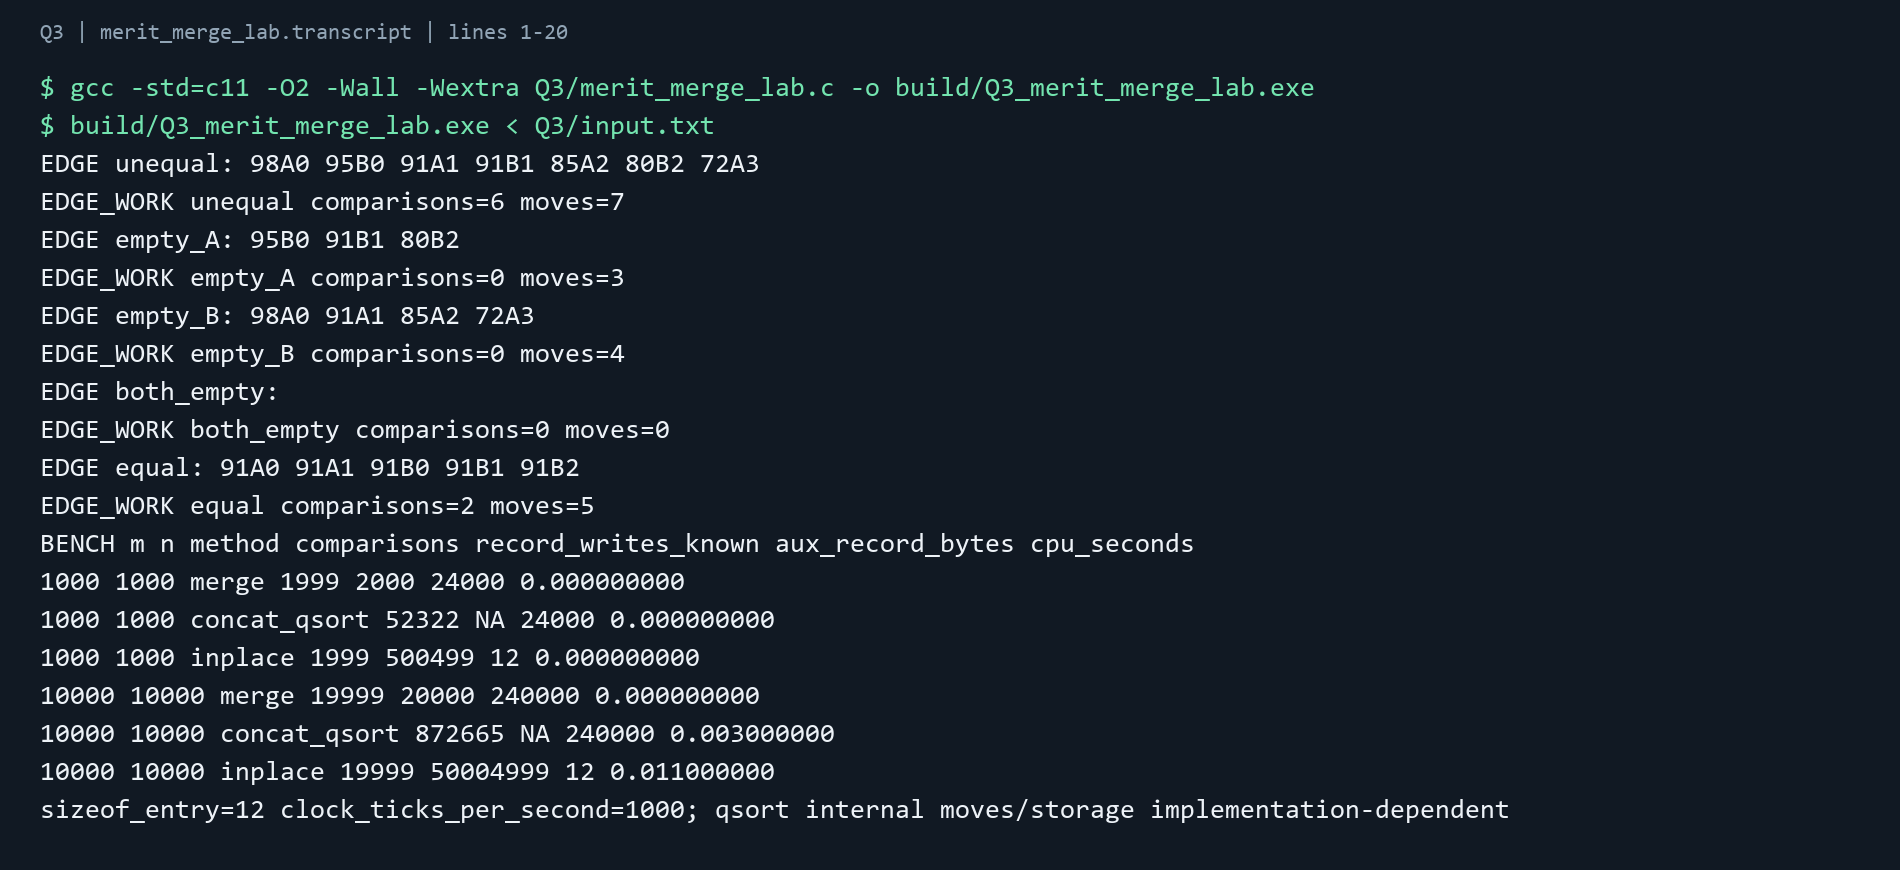 Q3 | merit_merge_lab.transcript | lines 1-20
$ gcc -std=c11 -O2 -Wall -Wextra Q3/merit_merge_lab.c -o build/Q3_merit_merge_lab.exe
$ build/Q3_merit_merge_lab.exe < Q3/input.txt
EDGE unequal: 98A0 95B0 91A1 91B1 85A2 80B2 72A3
EDGE_WORK unequal comparisons=6 moves=7
EDGE empty_A: 95B0 91B1 80B2
EDGE_WORK empty_A comparisons=0 moves=3
EDGE empty_B: 98A0 91A1 85A2 72A3
EDGE_WORK empty_B comparisons=0 moves=4
EDGE both_empty:
EDGE_WORK both_empty comparisons=0 moves=0
EDGE equal: 91A0 91A1 91B0 91B1 91B2
EDGE_WORK equal comparisons=2 moves=5
BENCH m n method comparisons record_writes_known aux_record_bytes cpu_seconds
1000 1000 merge 1999 2000 24000 0.000000000
1000 1000 concat_qsort 52322 NA 24000 0.000000000
1000 1000 inplace 1999 500499 12 0.000000000
10000 10000 merge 19999 20000 240000 0.000000000
10000 10000 concat_qsort 872665 NA 240000 0.003000000
10000 10000 inplace 19999 50004999 12 0.011000000
sizeof_entry=12 clock_ticks_per_second=1000; qsort internal moves/storage implementation-dependent